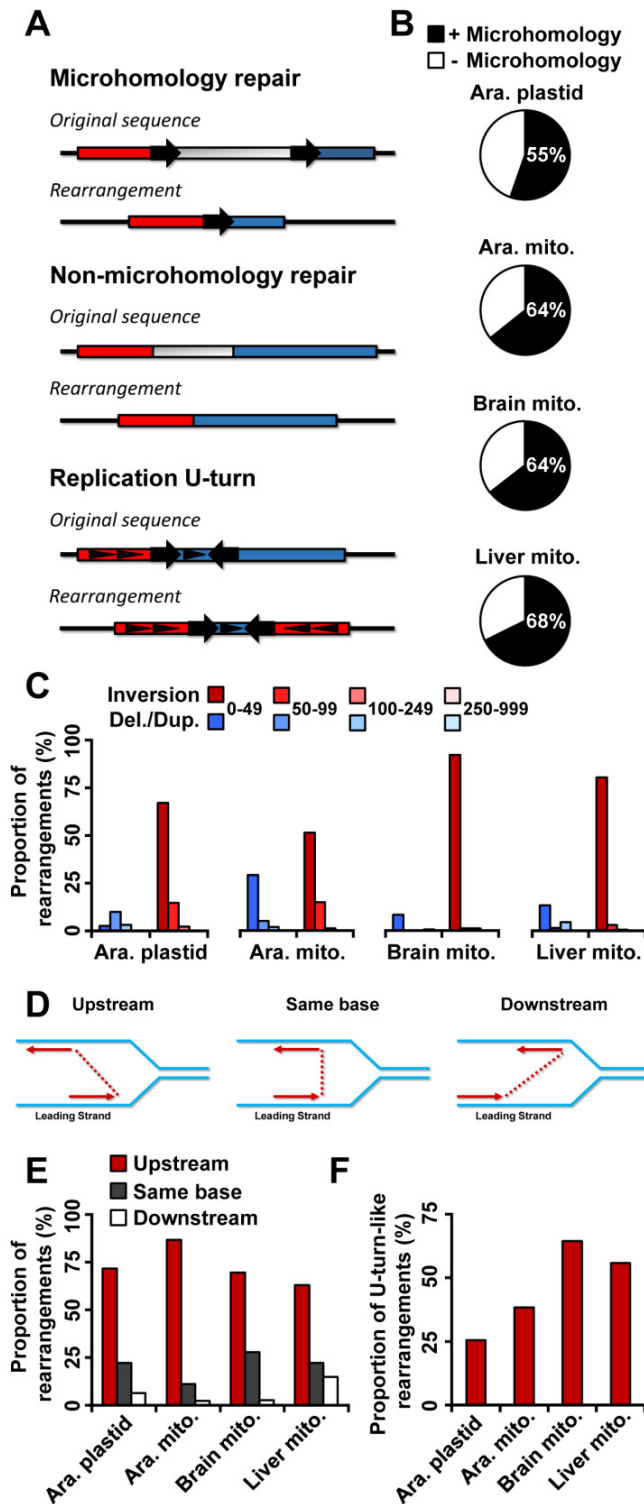 A
Microhomology repair
Original sequence
Rearrangement
Non-microhomology repair
Original sequence
Rearrangement
Replication U-turn
Original sequence
Rearrangement
B
+ Microhomology
- Microhomology
Ara. plastid
55%
Ara. mito.
64%
Brain mito.
64%
Liver mito.
68%
C
Inversion
Del./Dup.
0-49
50-99
100-249
250-999
Proportion of
rearrangements (%)
100
75
50
25
0
Ara. plastid
Ara. mito.
Brain mito.
Liver mito.
D
Upstream
Same base
Downstream
Leading Strand
Leading Strand
Leading Strand
E
Upstream
Same base
Downstream
Proportion of
rearrangements (%)
100
75
50
25
0
Ara. plastid
Ara. mito.
Brain mito.
Liver mito.
F
Proportion of U-turn-like
rearrangements (%)
75
50
25
0
Ara. plastid
Ara. mito.
Brain mito.
Liver mito.